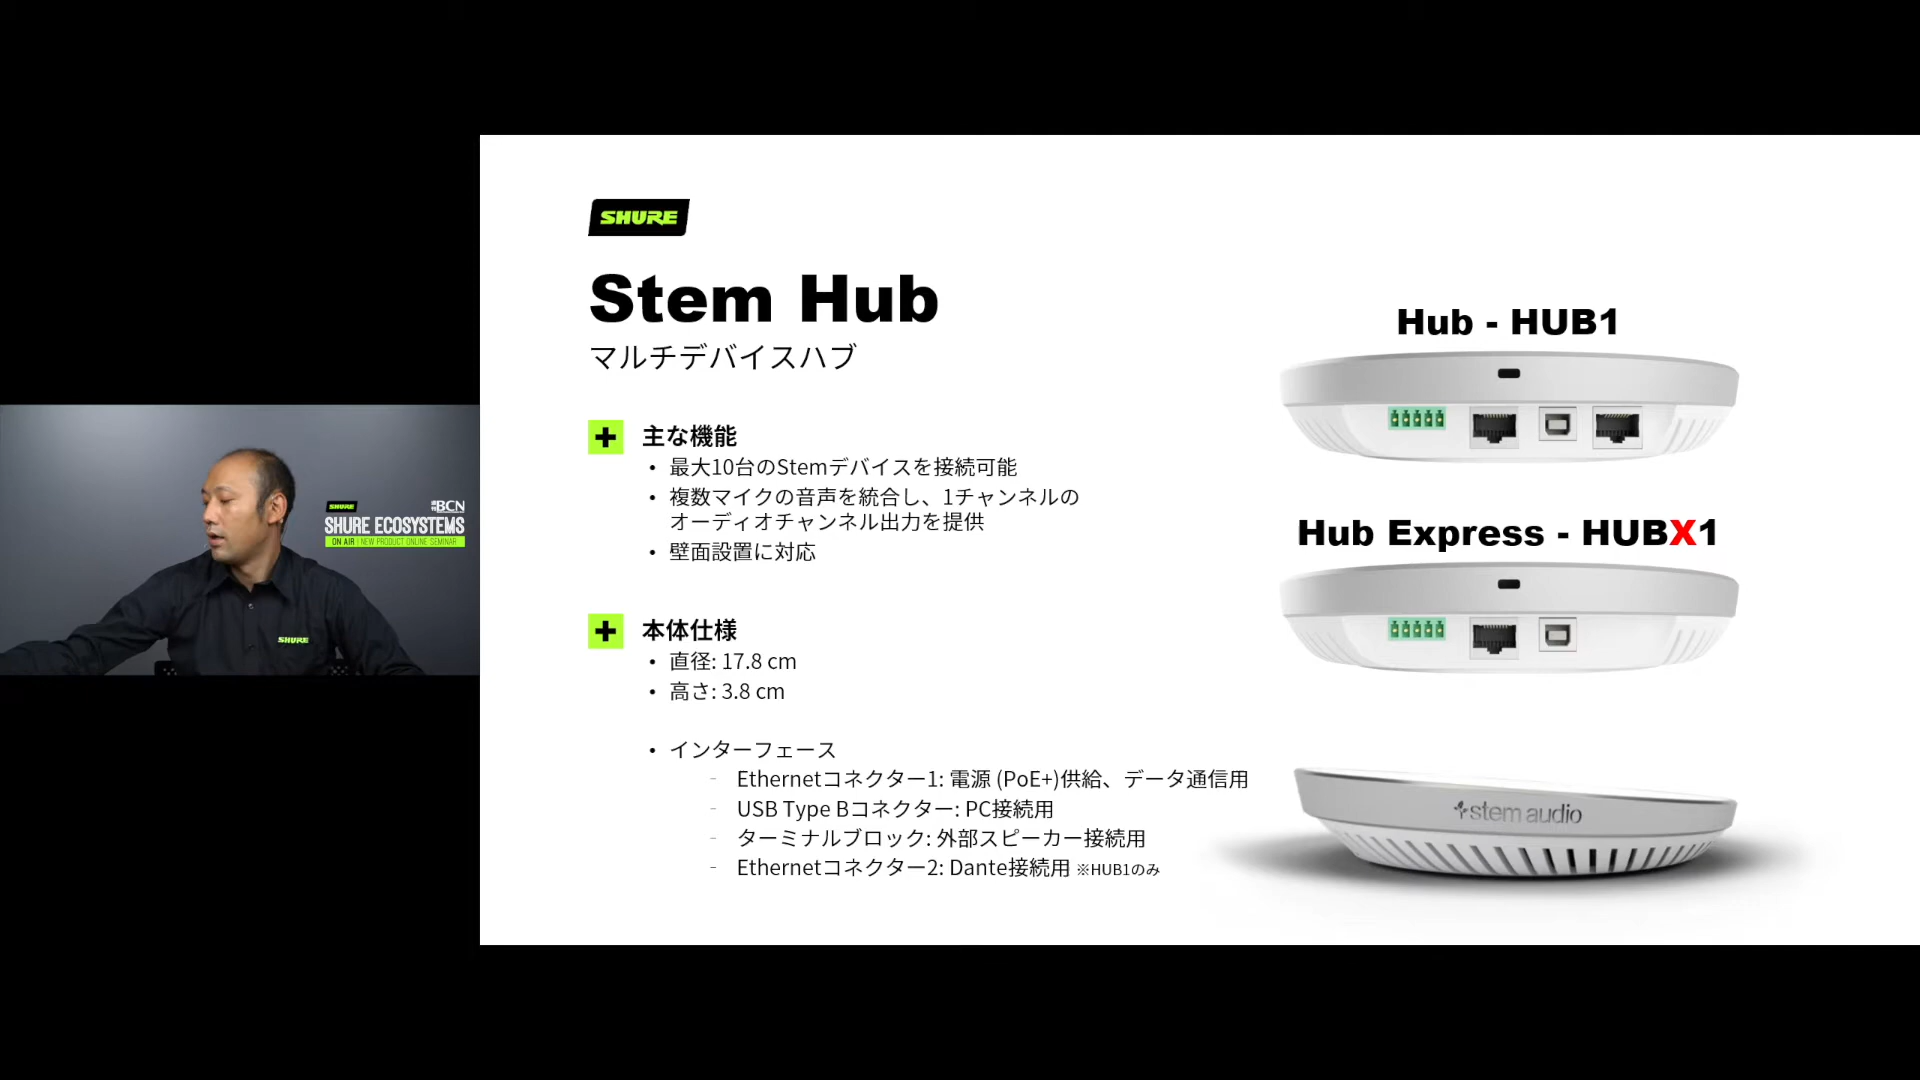 SHURE
Stem Hub
マルチデバイスハブ
主な機能
• 最大10台のStemデバイスを接続可能
• 複数マイクの音声を統合し、1チャンネルの
オーディオチャンネル出力を提供
• 壁面設置に対応
本体仕様
• 直径: 17.8 cm
• 高さ: 3.8 cm
• インターフェース
- Ethernetコネクター1: 電源 (PoE+)供給、データ通信用
- USB Type Bコネクター: PC接続用
- ターミナルブロック: 外部スピーカー接続用
- Ethernetコネクター2: Dante接続用 ※HUB1のみ
Hub - HUB1
Hub Express - HUBX1
stem audio
SHURE
BCN
SHURE ECOSYSTEMS
ON AIR | NEW PRODUCT ONLINE SEMINAR
SHURE